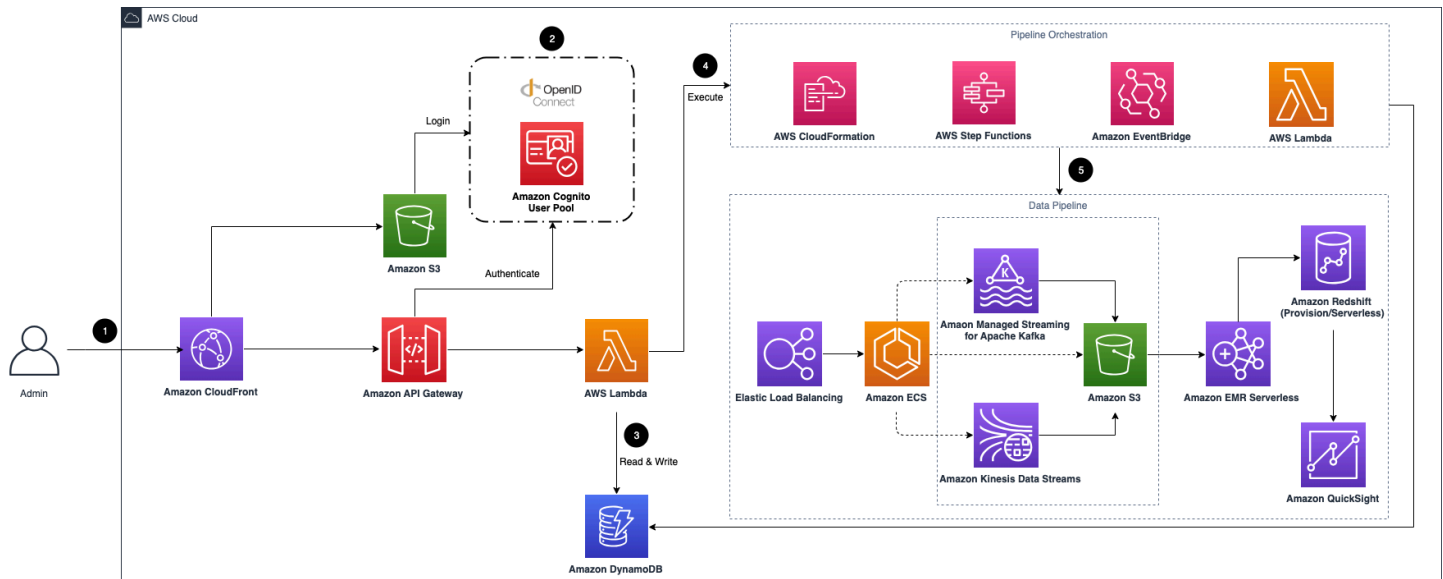 AWS Cloud
1
Admin
Amazon CloudFront
Amazon S3
Login
2
OpenID
Connect
Amazon Cognito
User Pool
Authenticate
</>
Amazon API Gateway
AWS Lambda
3
Read & Write
Amazon DynamoDB
4
Execute
Pipeline Orchestration
AWS CloudFormation
AWS Step Functions
Amazon EventBridge
AWS Lambda
5
Data Pipeline
Elastic Load Balancing
Amazon ECS
K
Amaon Managed Streaming
for Apache Kafka
Amazon Kinesis Data Streams
Amazon S3
Amazon EMR Serverless
Amazon Redshift
(Provision/Serverless)
Amazon QuickSight